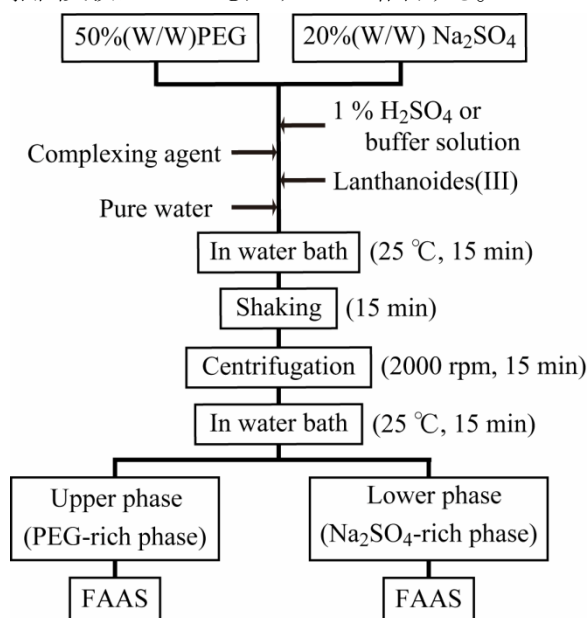 50%(W/W)PEG
20%(W/W) Na₂SO₄
1 % H₂SO₄ or
buffer solution
Complexing agent
Lanthanoides(III)
Pure water
In water bath (25 ℃, 15 min)
Shaking (15 min)
Centrifugation (2000 rpm, 15 min)
In water bath (25 ℃, 15 min)
Upper phase
(PEG-rich phase)
Lower phase
(Na₂SO₄-rich phase)
FAAS
FAAS